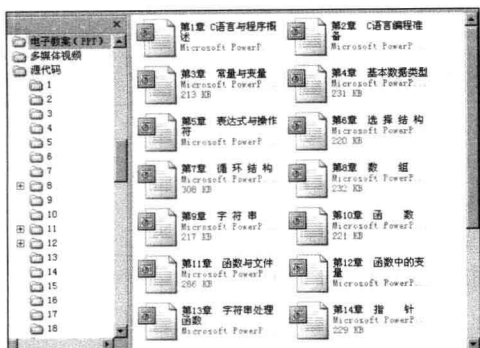 电子教案(PPT)
多媒体视频
源代码
1
2
3
4
5
6
7
8
9
10
11
12
13
14
15
16
17
18
第1章 C语言与程序概述
Microsoft PowerP...
第2章 C语言编程准备
Microsoft PowerP...
第3章 常量与变量
Microsoft PowerP...
213 KB
第4章 基本数据类型
Microsoft PowerP...
231 KB
第5章 表达式与操作符
Microsoft PowerP...
第6章 选择结构
Microsoft PowerP...
220 KB
第7章 循环结构
Microsoft PowerP...
308 KB
第8章 数 组
Microsoft PowerP...
232 KB
第9章 字符串
Microsoft PowerP...
217 KB
第10章 函 数
Microsoft PowerP...
221 KB
第11章 函数与文件
Microsoft PowerP...
286 KB
第12章 函数中的变量
Microsoft PowerP...
第13章 字符串处理函数
Microsoft PowerP...
第14章 指 针
Microsoft PowerP...
229 KB